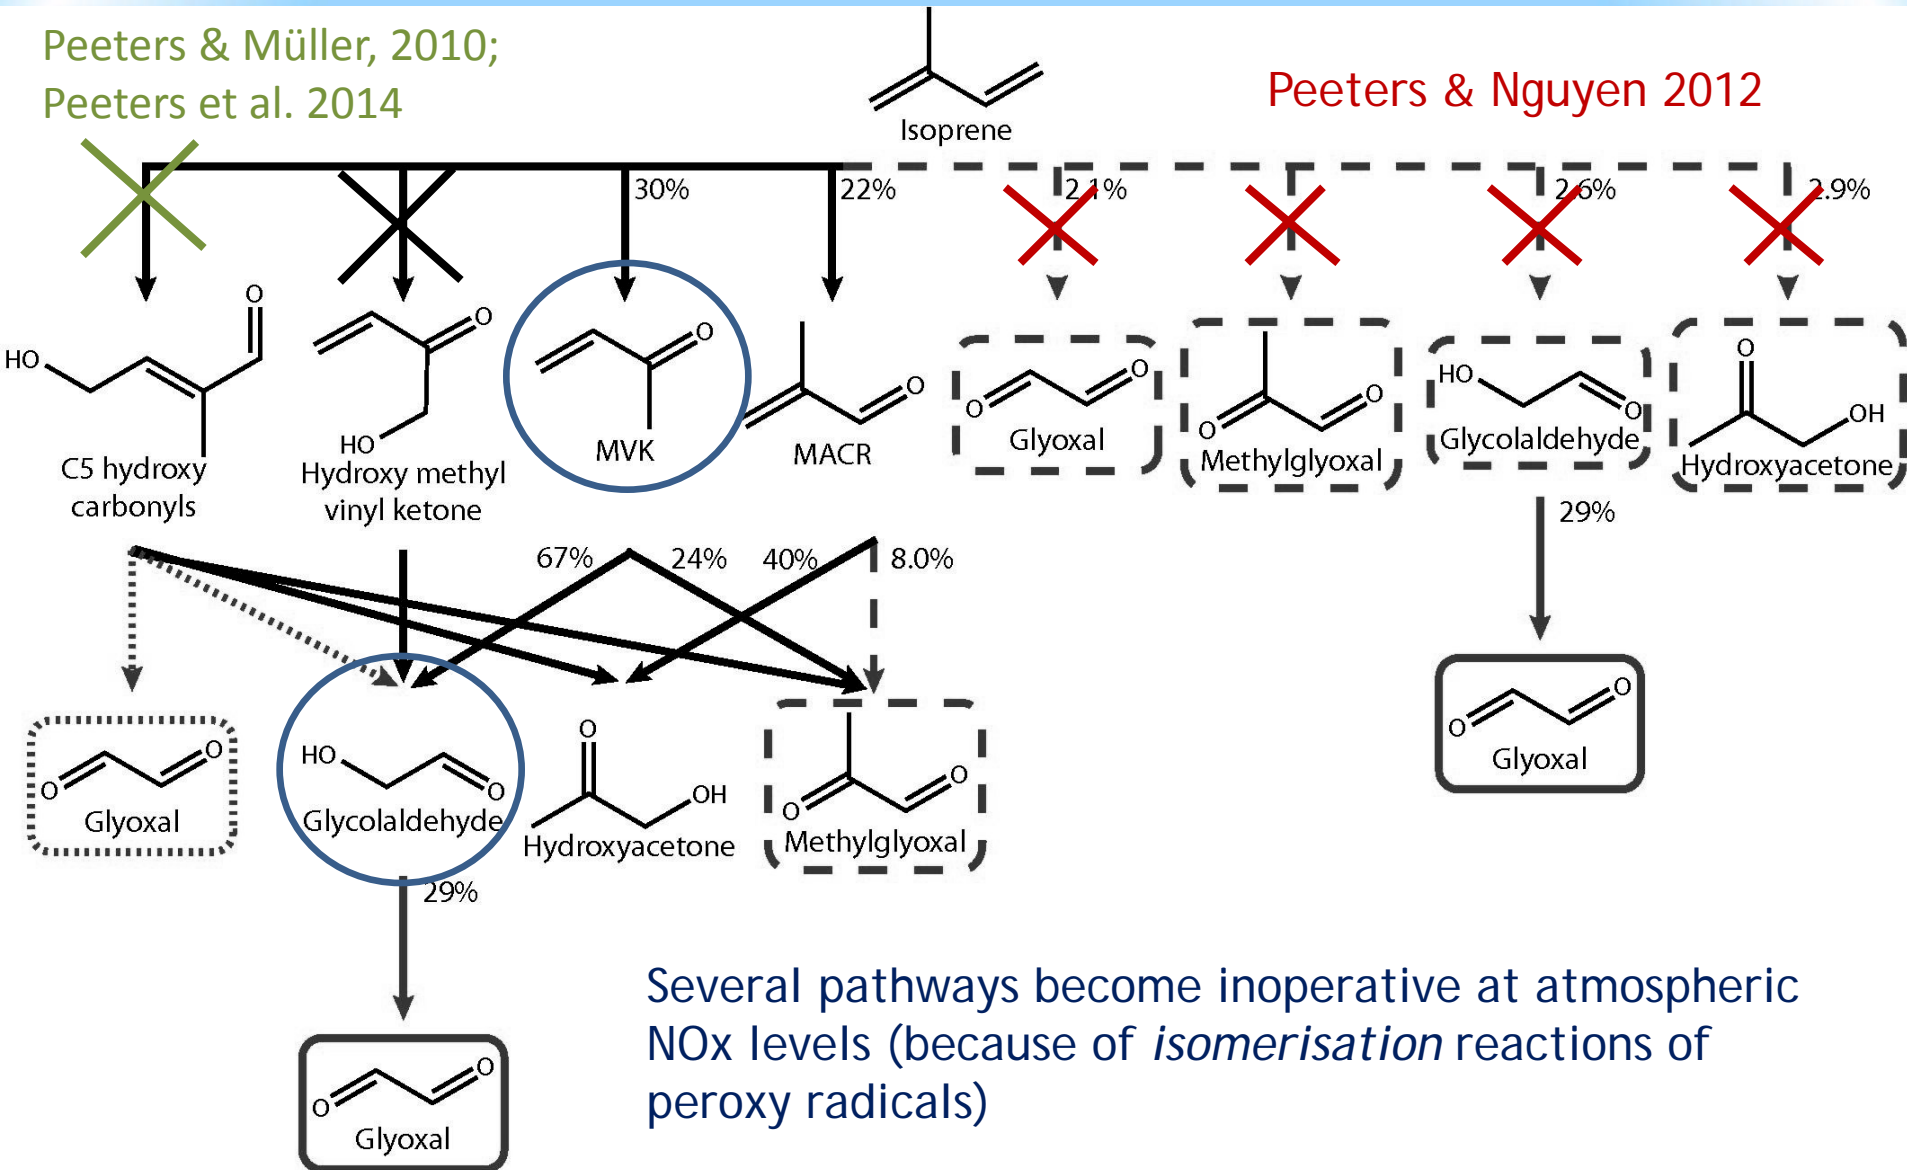 Peeters & Müller, 2010;
Peeters et al. 2014
Peeters & Nguyen 2012
Isoprene
30%
22%
2.1%
2.6%
2.9%
HO
O
C5 hydroxy
carbonyls
O
HO
Hydroxy methyl
vinyl ketone
O
MVK
O
MACR
O
O
Glyoxal
O
O
Methylglyoxal
HO
O
Glycolaldehyde
O
OH
Hydroxyacetone
67%
24%
40%
8.0%
29%
O
O
Glyoxal
HO
O
Glycolaldehyde
O
OH
Hydroxyacetone
O
O
Methylglyoxal
O
O
Glyoxal
29%
O
O
Glyoxal
Several pathways become inoperative at atmospheric
NOx levels (because of isomerisation reactions of
peroxy radicals)